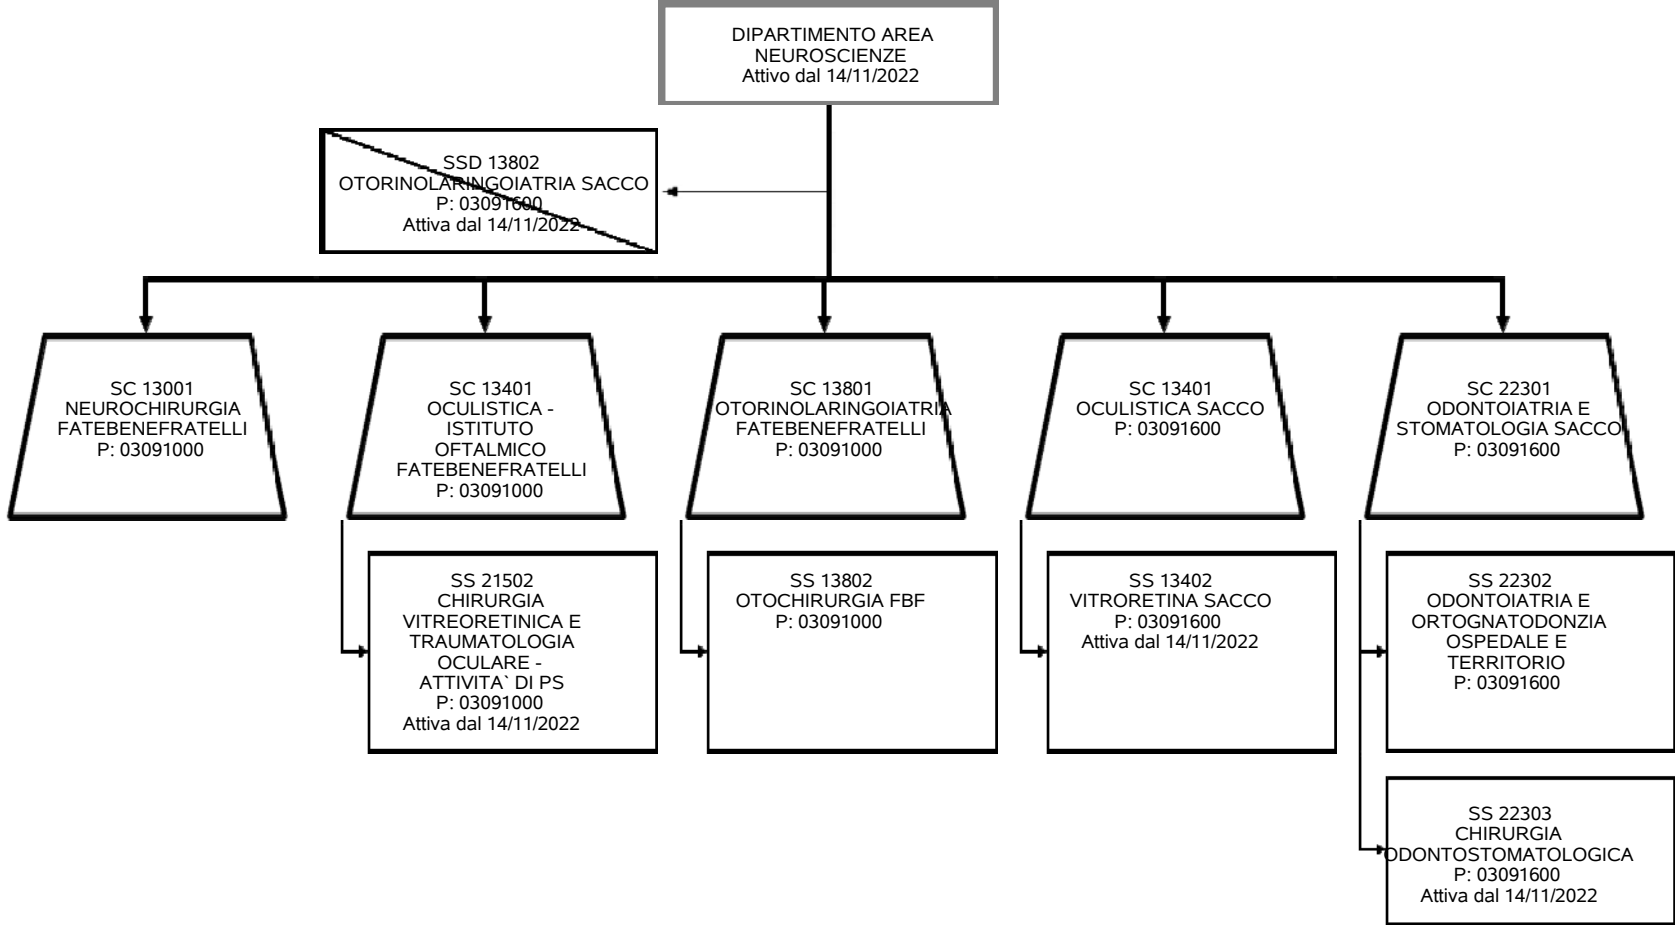 DIPARTIMENTO AREA
NEUROSCIENZE
Attivo dal 14/11/2022
SSD 13802
OTORINOLARINGOIATRIA SACCO
P: 03091600
Attiva dal 14/11/2022
SC 13001
NEUROCHIRURGIA
FATEBENEFRATELLI
P: 03091000
SC 13401
OCULISTICA -
ISTITUTO
OFTALMICO
FATEBENEFRATELLI
P: 03091000
SC 13801
OTORINOLARINGOIATRIA
FATEBENEFRATELLI
P: 03091000
SC 13401
OCULISTICA SACCO
P: 03091600
SC 22301
ODONTOIATRIA E
STOMATOLOGIA SACCO
P: 03091600
SS 21502
CHIRURGIA
VITREORETINICA E
TRAUMATOLOGIA
OCULARE -
ATTIVITA` DI PS
P: 03091000
Attiva dal 14/11/2022
SS 13802
OTOCHIRURGIA FBF
P: 03091000
SS 13402
VITRORETINA SACCO
P: 03091600
Attiva dal 14/11/2022
SS 22302
ODONTOIATRIA E
ORTOGNATODONZIA
OSPEDALE E
TERRITORIO
P: 03091600
SS 22303
CHIRURGIA
ODONTOSTOMATOLOGICA
P: 03091600
Attiva dal 14/11/2022